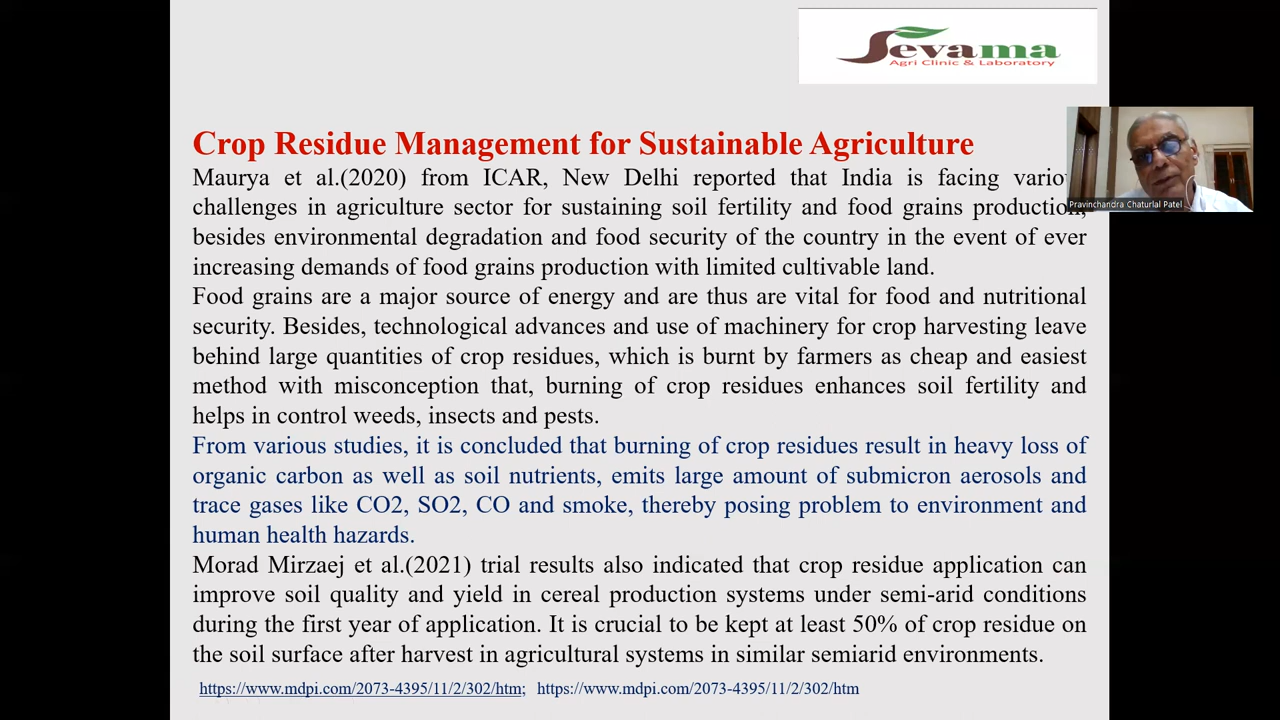 Sevama
Agri Clinic & Laboratory
Crop Residue Management for Sustainable Agriculture
Maurya et al.(2020) from ICAR, New Delhi reported that India is facing
challenges in agriculture sector for sustaining soil fertility and food grains production,
besides environmental degradation and food security of the country in the event of ever
increasing demands of food grains production with limited cultivable land.
Food grains are a major source of energy and are thus are vital for food and nutritional
security. Besides, technological advances and use of machinery for crop harvesting leave
behind large quantities of crop residues, which is burnt by farmers as cheap and easiest
method with misconception that, burning of crop residues enhances soil fertility and
helps in control weeds, insects and pests.
From various studies, it is concluded that burning of crop residues result in heavy loss of
organic carbon as well as soil nutrients, emits large amount of submicron aerosols and
trace gases like CO2, SO2, CO and smoke, thereby posing problem to environment and
human health hazards.
Morad Mirzaej et al.(2021) trial results also indicated that crop residue application can
improve soil quality and yield in cereal production systems under semi-arid conditions
during the first year of application. It is crucial to be kept at least 50% of crop residue on
the soil surface after harvest in agricultural systems in similar semiarid environments.
https://www.mdpi.com/2073-4395/11/2/302/htm; https://www.mdpi.com/2073-4395/11/2/302/htm
Pravinchandra Chaturlal Patel